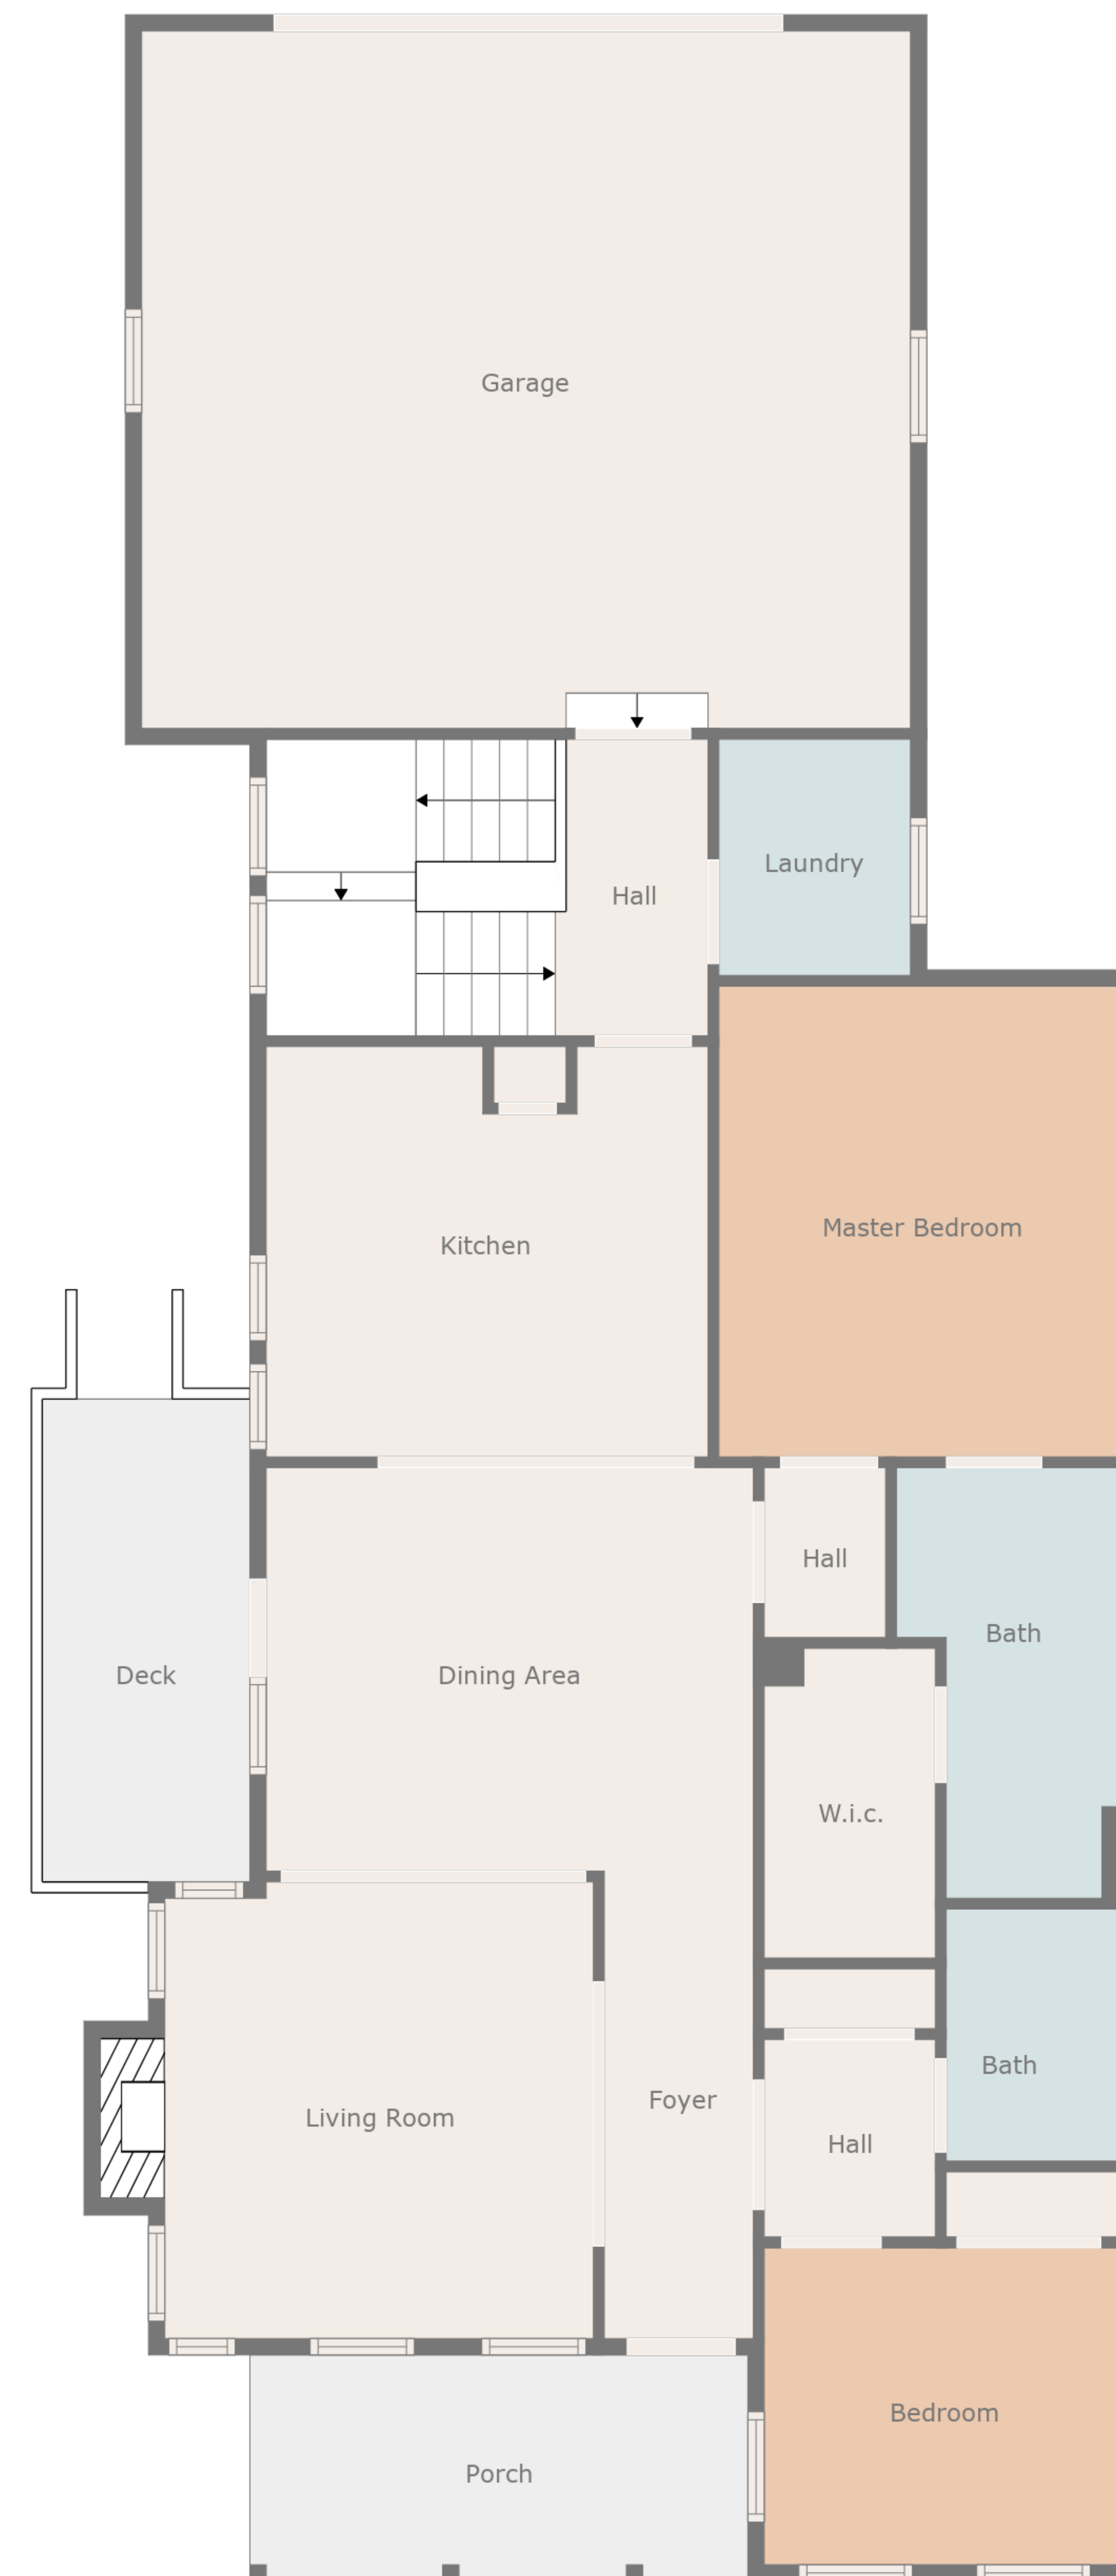 Garage
Laundry
Hall
Master Bedroom
Kitchen
Hall
Bath
Deck
Dining Area
W.i.c.
Bath
Foyer
Living Room
Hall
Bedroom
Porch